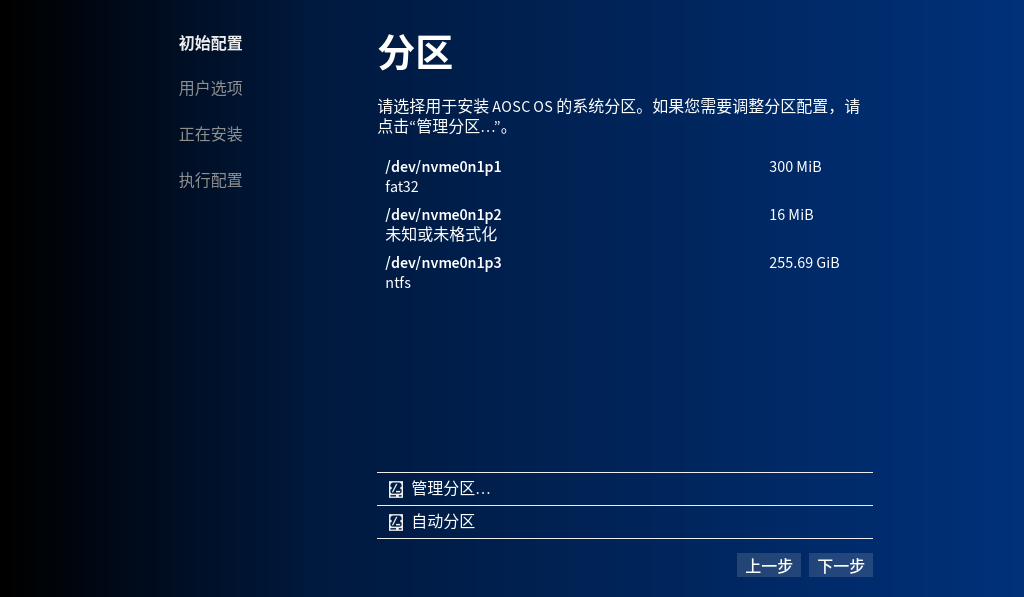 初始配置
用户选项
正在安装
执行配置
分区
请选择用于安装 AOSC OS 的系统分区。如果您需要调整分区配置，请
点击“管理分区…”。
/dev/nvme0n1p1 300 MiB
fat32
/dev/nvme0n1p2 16 MiB
未知或未格式化
/dev/nvme0n1p3 255.69 GiB
ntfs
管理分区…
自动分区
上一步 下一步